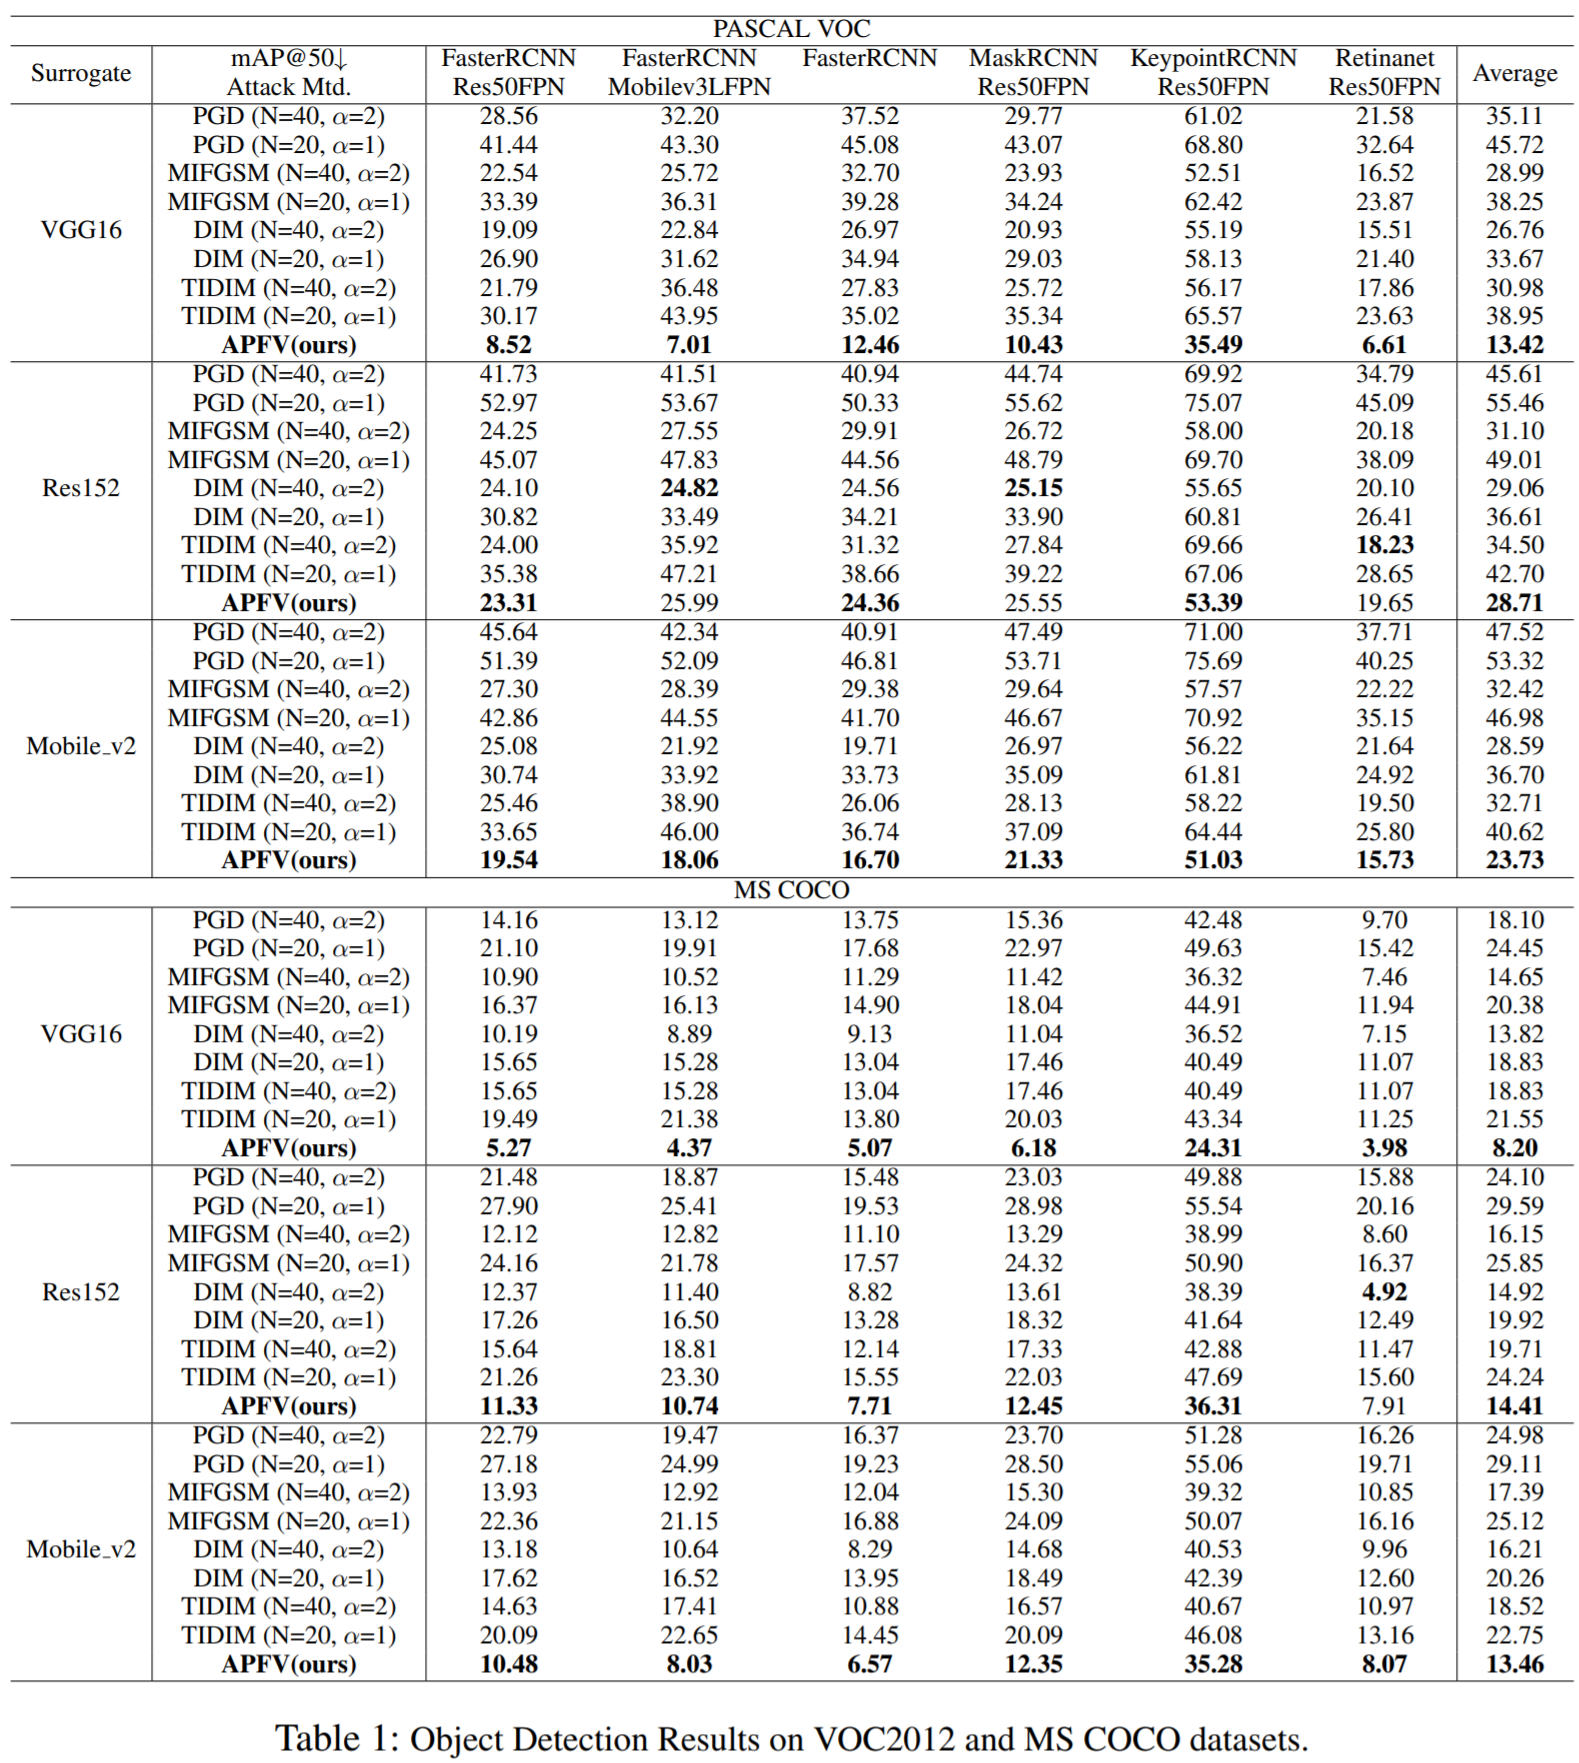 PASCAL VOC
Surrogate mAP@50↓ Attack Mtd. FasterRCNN Res50FPN FasterRCNN Mobilev3LFPN FasterRCNN MaskRCNN Res50FPN KeypointRCNN Res50FPN Retinanet Res50FPN Average
PGD (N=40, α=2) 28.56 32.20 37.52 29.77 61.02 21.58 35.11
PGD (N=20, α=1) 41.44 43.30 45.08 43.07 68.80 32.64 45.72
MIFGSM (N=40, α=2) 22.54 25.72 32.70 23.93 52.51 16.52 28.99
MIFGSM (N=20, α=1) 33.39 36.31 39.28 34.24 62.42 23.87 38.25
VGG16 DIM (N=40, α=2) 19.09 22.84 26.97 20.93 55.19 15.51 26.76
DIM (N=20, α=1) 26.90 31.62 34.94 29.03 58.13 21.40 33.67
TIDIM (N=40, α=2) 21.79 36.48 27.83 25.72 56.17 17.86 30.98
TIDIM (N=20, α=1) 30.17 43.95 35.02 35.34 65.57 23.63 38.95
APFV(ours) 8.52 7.01 12.46 10.43 35.49 6.61 13.42
PGD (N=40, α=2) 41.73 41.51 40.94 44.74 69.92 34.79 45.61
PGD (N=20, α=1) 52.97 53.67 50.33 55.62 75.07 45.09 55.46
MIFGSM (N=40, α=2) 24.25 27.55 29.91 26.72 58.00 20.18 31.10
MIFGSM (N=20, α=1) 45.07 47.83 44.56 48.79 69.70 38.09 49.01
Res152 DIM (N=40, α=2) 24.10 24.82 24.56 25.15 55.65 20.10 29.06
DIM (N=20, α=1) 30.82 33.49 34.21 33.90 60.81 26.41 36.61
TIDIM (N=40, α=2) 24.00 35.92 31.32 27.84 69.66 18.23 34.50
TIDIM (N=20, α=1) 35.38 47.21 38.66 39.22 67.06 28.65 42.70
APFV(ours) 23.31 25.99 24.36 25.55 53.39 19.65 28.71
PGD (N=40, α=2) 45.64 42.34 40.91 47.49 71.00 37.71 47.52
PGD (N=20, α=1) 51.39 52.09 46.81 53.71 75.69 40.25 53.32
MIFGSM (N=40, α=2) 27.30 28.39 29.38 29.64 57.57 22.22 32.42
MIFGSM (N=20, α=1) 42.86 44.55 41.70 46.67 70.92 35.15 46.98
Mobile_v2 DIM (N=40, α=2) 25.08 21.92 19.71 26.97 56.22 21.64 28.59
DIM (N=20, α=1) 30.74 33.92 33.73 35.09 61.81 24.92 36.70
TIDIM (N=40, α=2) 25.46 38.90 26.06 28.13 58.22 19.50 32.71
TIDIM (N=20, α=1) 33.65 46.00 36.74 37.09 64.44 25.80 40.62
APFV(ours) 19.54 18.06 16.70 21.33 51.03 15.73 23.73
MS COCO
PGD (N=40, α=2) 14.16 13.12 13.75 15.36 42.48 9.70 18.10
PGD (N=20, α=1) 21.10 19.91 17.68 22.97 49.63 15.42 24.45
MIFGSM (N=40, α=2) 10.90 10.52 11.29 11.42 36.32 7.46 14.65
MIFGSM (N=20, α=1) 16.37 16.13 14.90 18.04 44.91 11.94 20.38
VGG16 DIM (N=40, α=2) 10.19 8.89 9.13 11.04 36.52 7.15 13.82
DIM (N=20, α=1) 15.65 15.28 13.04 17.46 40.49 11.07 18.83
TIDIM (N=40, α=2) 15.65 15.28 13.04 17.46 40.49 11.07 18.83
TIDIM (N=20, α=1) 19.49 21.38 13.80 20.03 43.34 11.25 21.55
APFV(ours) 5.27 4.37 5.07 6.18 24.31 3.98 8.20
PGD (N=40, α=2) 21.48 18.87 15.48 23.03 49.88 15.88 24.10
PGD (N=20, α=1) 27.90 25.41 19.53 28.98 55.54 20.16 29.59
MIFGSM (N=40, α=2) 12.12 12.82 11.10 13.29 38.99 8.60 16.15
MIFGSM (N=20, α=1) 24.16 21.78 17.57 24.32 50.90 16.37 25.85
Res152 DIM (N=40, α=2) 12.37 11.40 8.82 13.61 38.39 4.92 14.92
DIM (N=20, α=1) 17.26 16.50 13.28 18.32 41.64 12.49 19.92
TIDIM (N=40, α=2) 15.64 18.81 12.14 17.33 42.88 11.47 19.71
TIDIM (N=20, α=1) 21.26 23.30 15.55 22.03 47.69 15.60 24.24
APFV(ours) 11.33 10.74 7.71 12.45 36.31 7.91 14.41
PGD (N=40, α=2) 22.79 19.47 16.37 23.70 51.28 16.26 24.98
PGD (N=20, α=1) 27.18 24.99 19.23 28.50 55.06 19.71 29.11
MIFGSM (N=40, α=2) 13.93 12.92 12.04 15.30 39.32 10.85 17.39
MIFGSM (N=20, α=1) 22.36 21.15 16.88 24.09 50.07 16.16 25.12
Mobile_v2 DIM (N=40, α=2) 13.18 10.64 8.29 14.68 40.53 9.96 16.21
DIM (N=20, α=1) 17.62 16.52 13.95 18.49 42.39 12.60 20.26
TIDIM (N=40, α=2) 14.63 17.41 10.88 16.57 40.67 10.97 18.52
TIDIM (N=20, α=1) 20.09 22.65 14.45 20.09 46.08 13.16 22.75
APFV(ours) 10.48 8.03 6.57 12.35 35.28 8.07 13.46
Table 1: Object Detection Results on VOC2012 and MS COCO datasets.